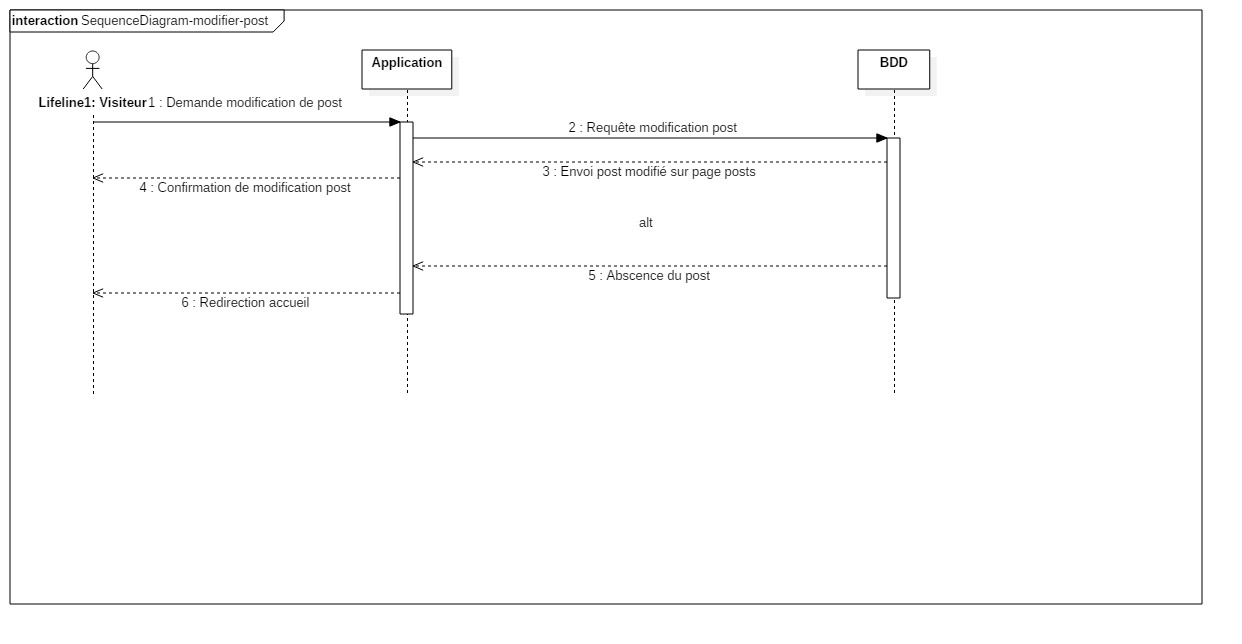 interaction SequenceDiagram-modifier-post
Application
BDD
Lifeline1: Visiteur
1 : Demande modification de post
2 : Requête modification post
3 : Envoi post modifié sur page posts
4 : Confirmation de modification post
alt
5 : Abscence du post
6 : Redirection accueil